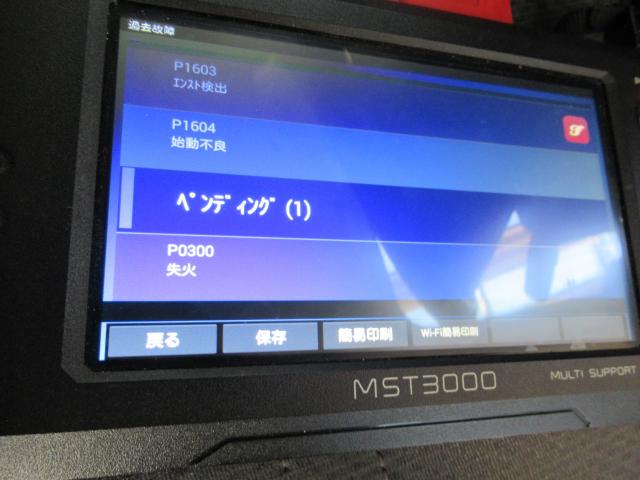 過去故障
P1603
エンスト検出
P1604
始動不良
ペンディング (1)
P0300
失火
戻る 保存 簡易印刷 Wi-Fi簡易印刷
MST3000
MULTI SUPPORT